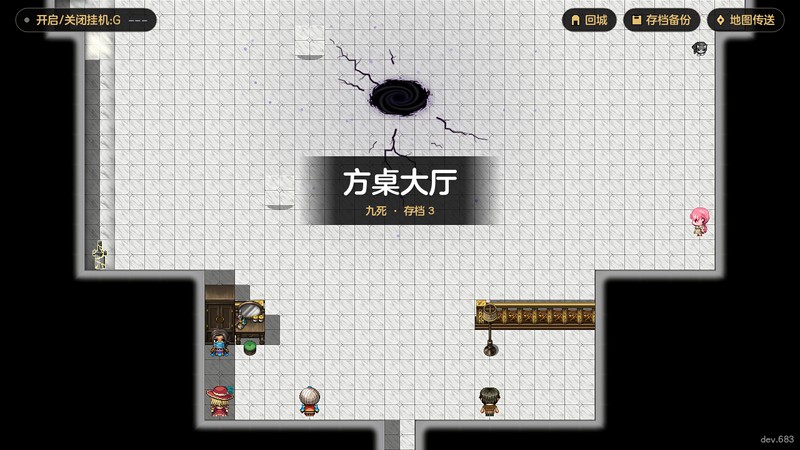 开启/关闭挂机:G ---
回城
存档备份
地图传送
方桌大厅
九死 · 存档 3
dev.683